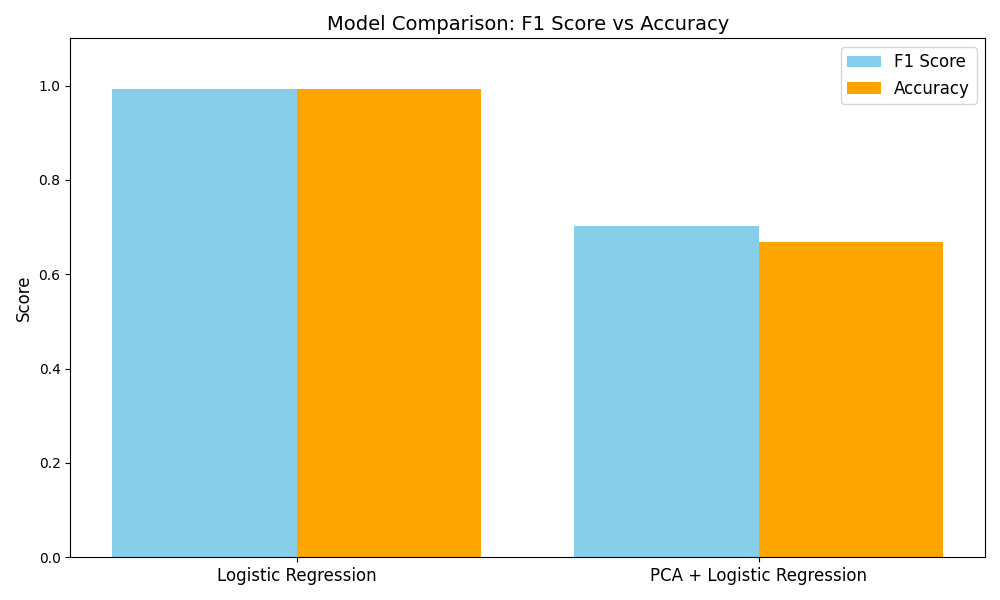 Model Comparison: F1 Score vs Accuracy
F1 Score
Accuracy
1.0
0.8
0.6
0.4
0.2
0.0
Score
Logistic Regression
PCA + Logistic Regression